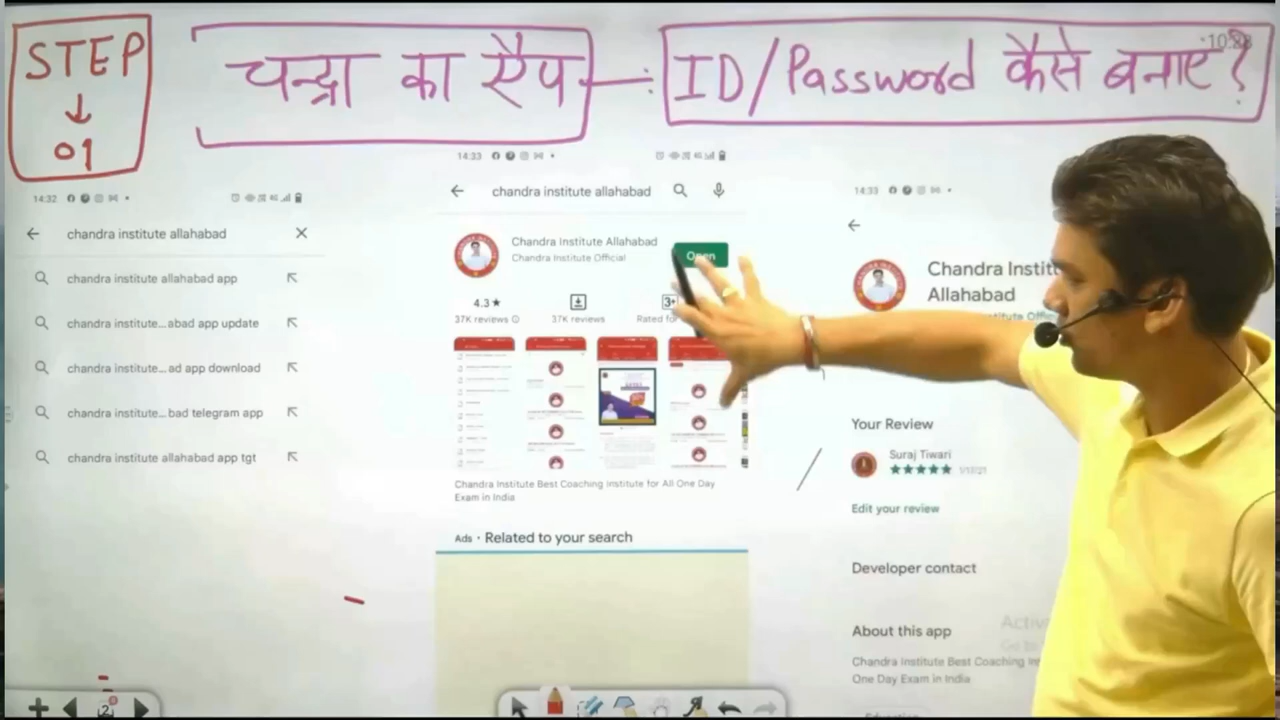 STEP
↓
01
चन्द्रा का ऐप — : ID/Password कैसे बनाए?
14:32
chandra institute allahabad
chandra institute allahabad app
chandra institute...abad app update
chandra institute...ad app download
chandra institute...bad telegram app
chandra institute allahabad app tgt
14:33
chandra institute allahabad
Chandra Institute Allahabad
Chandra Institute Official
Open
4.3★
37K reviews
37K reviews
3+
Rated for
Chandra Institute Best Coaching Institute for All One Day
Exam in India
Ads · Related to your search
14:33
Chandra Instit
Allahabad
Your Review
Suraj Tiwari
Edit your review
Developer contact
About this app
Chandra Institute Best Coaching
One Day Exam in India
2